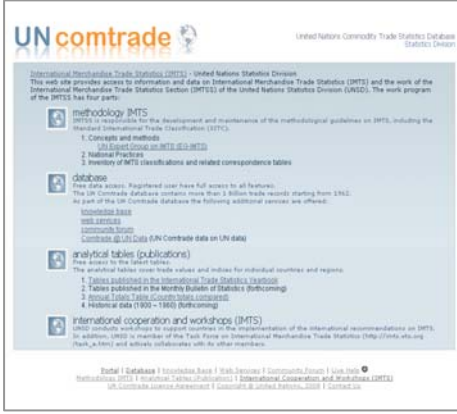 UN comtrade
United Nations Commodity Trade Statistics Database
Statistics Division
International Merchandise Trade Statistics (IMTS) - United Nations Statistics Division
This web site provides access to information and data on International Merchandise Trade Statistics (IMTS) and the work of the
International Merchandise Trade Statistics Section (IMTSS) of the United Nations Statistics Division (UNSD). The work program
of the IMTSS has four parts:
methodology IMTS
IMTSS is responsible for the development and maintenance of the methodological guidelines on IMTS, including the
Standard International Trade Classification (SITC).
1. Concepts and methods
UN Expert Group on IMTS (EG-IMTS)
2. National Practices
3. Inventory of IMTS classifications and related correspondence tables
database
Free data access. Registered user have full access to all features.
The UN Comtrade database contains more than 1 billion trade records starting from 1962.
As part of the UN Comtrade database the following additional services are offered:
knowledge base
web services
community forum
Comtrade @ UN Data (UN Comtrade data on UN data)
analytical tables (publications)
Free access to the latest tables.
The analytical tables cover trade values and indices for individual countries and regions.
1. Tables published in the International Trade Statistics Yearbook
2. Tables published in the Monthly Bulletin of Statistics (forthcoming)
3. Annual Totals Table (Country totals compared)
4. Historical data (1900 – 1960) (forthcoming)
international cooperation and workshops (IMTS)
UNSD conducts workshops to support countries in the implementation of the international recommendations on IMTS.
In addition, UNSD is member of the Task Force on International Merchandise Trade Statistics (http://imts.wto.org
/task_e.htm) and actively collaborates with its other members.
Portal | Database | Knowledge Base | Web Services | Community Forum | Live Help
Methodology IMTS | Analytical Tables (Publication) | International Cooperation and Workshops (IMTS)
UN Comtrade Licence Agreement | Copyright © United Nations, 2008 | Contact Us